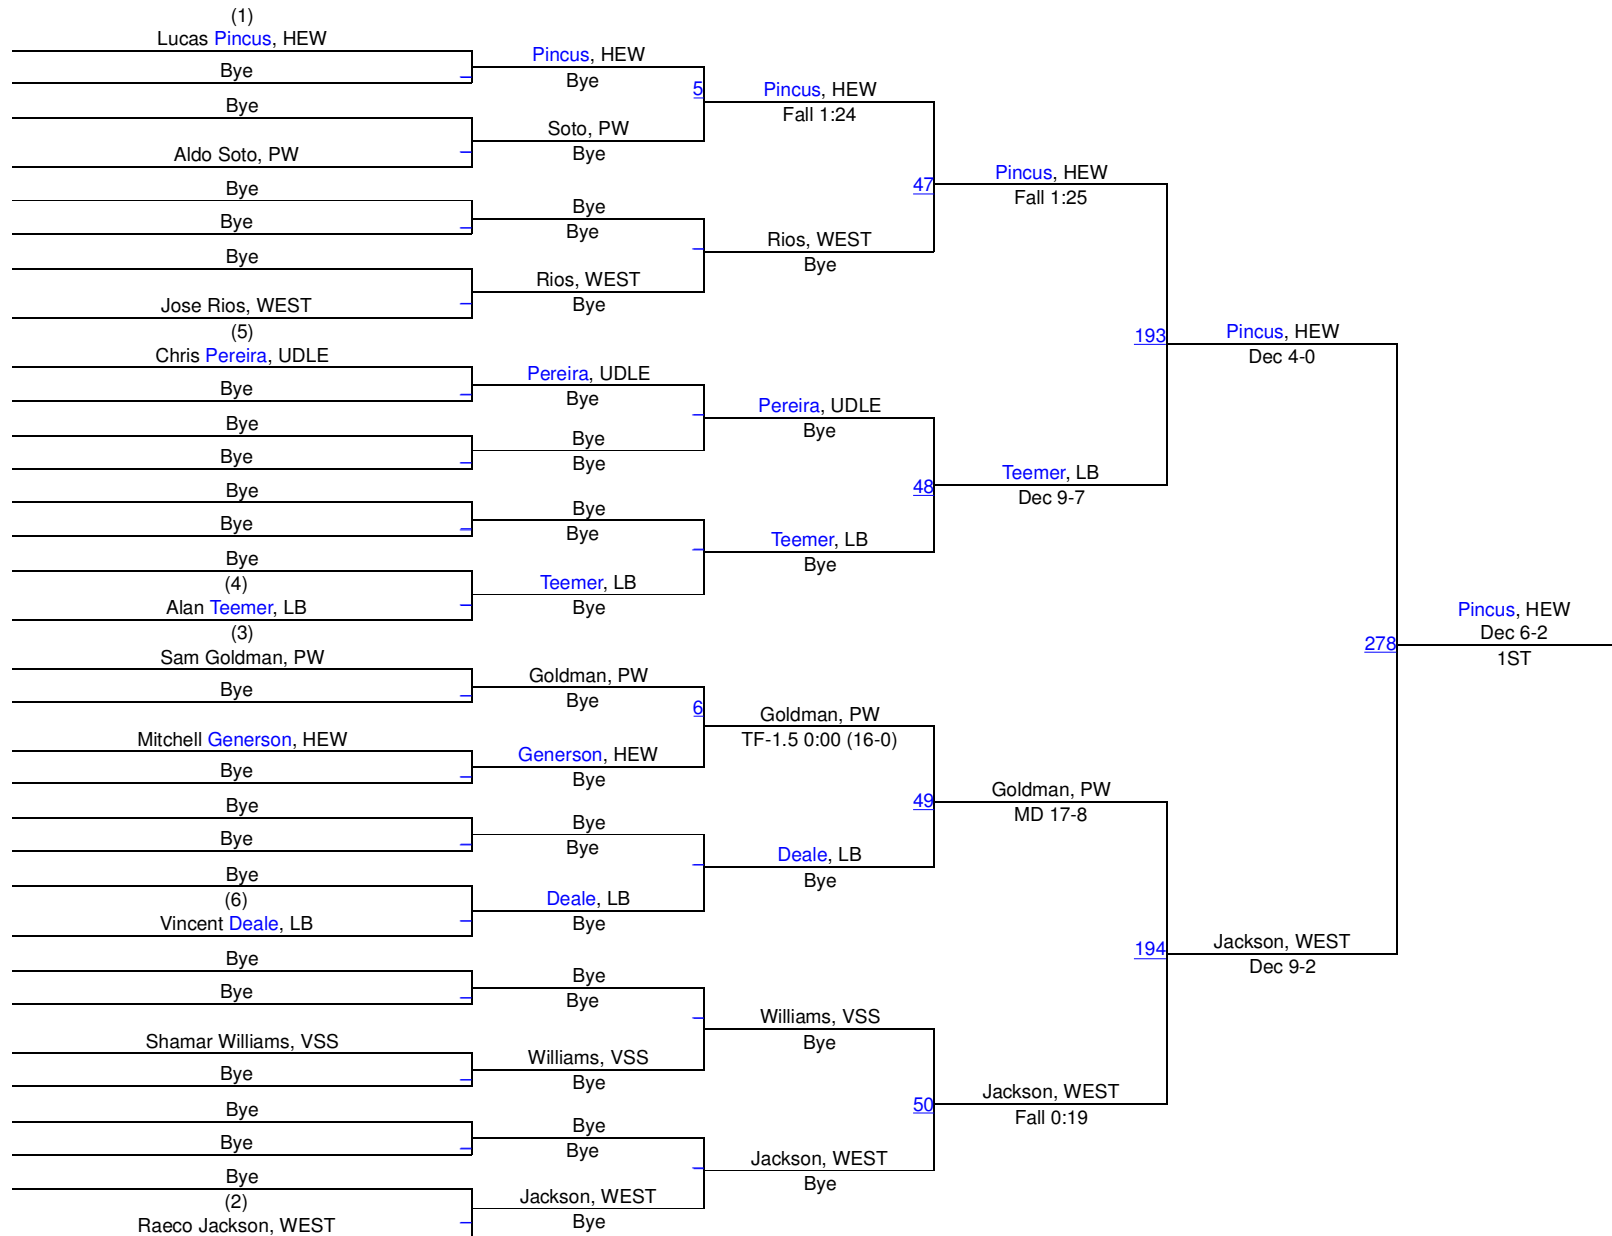 (1)
Lucas Pincus, HEW
Bye
Bye
Aldo Soto, PW
Bye
Bye
Bye
Jose Rios, WEST
(5)
Chris Pereira, UDLE
Bye
Bye
Bye
Bye
Bye
Bye
(4)
Alan Teemer, LB
(3)
Sam Goldman, PW
Bye
Mitchell Generson, HEW
Bye
Bye
Bye
Bye
(6)
Vincent Deale, LB
Bye
Bye
Shamar Williams, VSS
Bye
Bye
Bye
Bye
(2)
Raeco Jackson, WEST
Pincus, HEW
Bye
5
Soto, PW
Bye
Bye
Bye
Rios, WEST
Bye
Pereira, UDLE
Bye
Bye
Bye
Bye
Bye
Teemer, LB
Bye
Goldman, PW
Bye
6
Generson, HEW
Bye
Bye
Bye
Deale, LB
Bye
Bye
Bye
Williams, VSS
Bye
Bye
Bye
Jackson, WEST
Bye
Pincus, HEW
Fall 1:24
47
Rios, WEST
Bye
Pereira, UDLE
Bye
48
Teemer, LB
Bye
Goldman, PW
TF-1.5 0:00 (16-0)
49
Deale, LB
Bye
Williams, VSS
Bye
50
Jackson, WEST
Bye
Pincus, HEW
Fall 1:25
193
Teemer, LB
Dec 9-7
Goldman, PW
MD 17-8
194
Jackson, WEST
Fall 0:19
Pincus, HEW
Dec 4-0
278
Jackson, WEST
Dec 9-2
Pincus, HEW
Dec 6-2
1ST